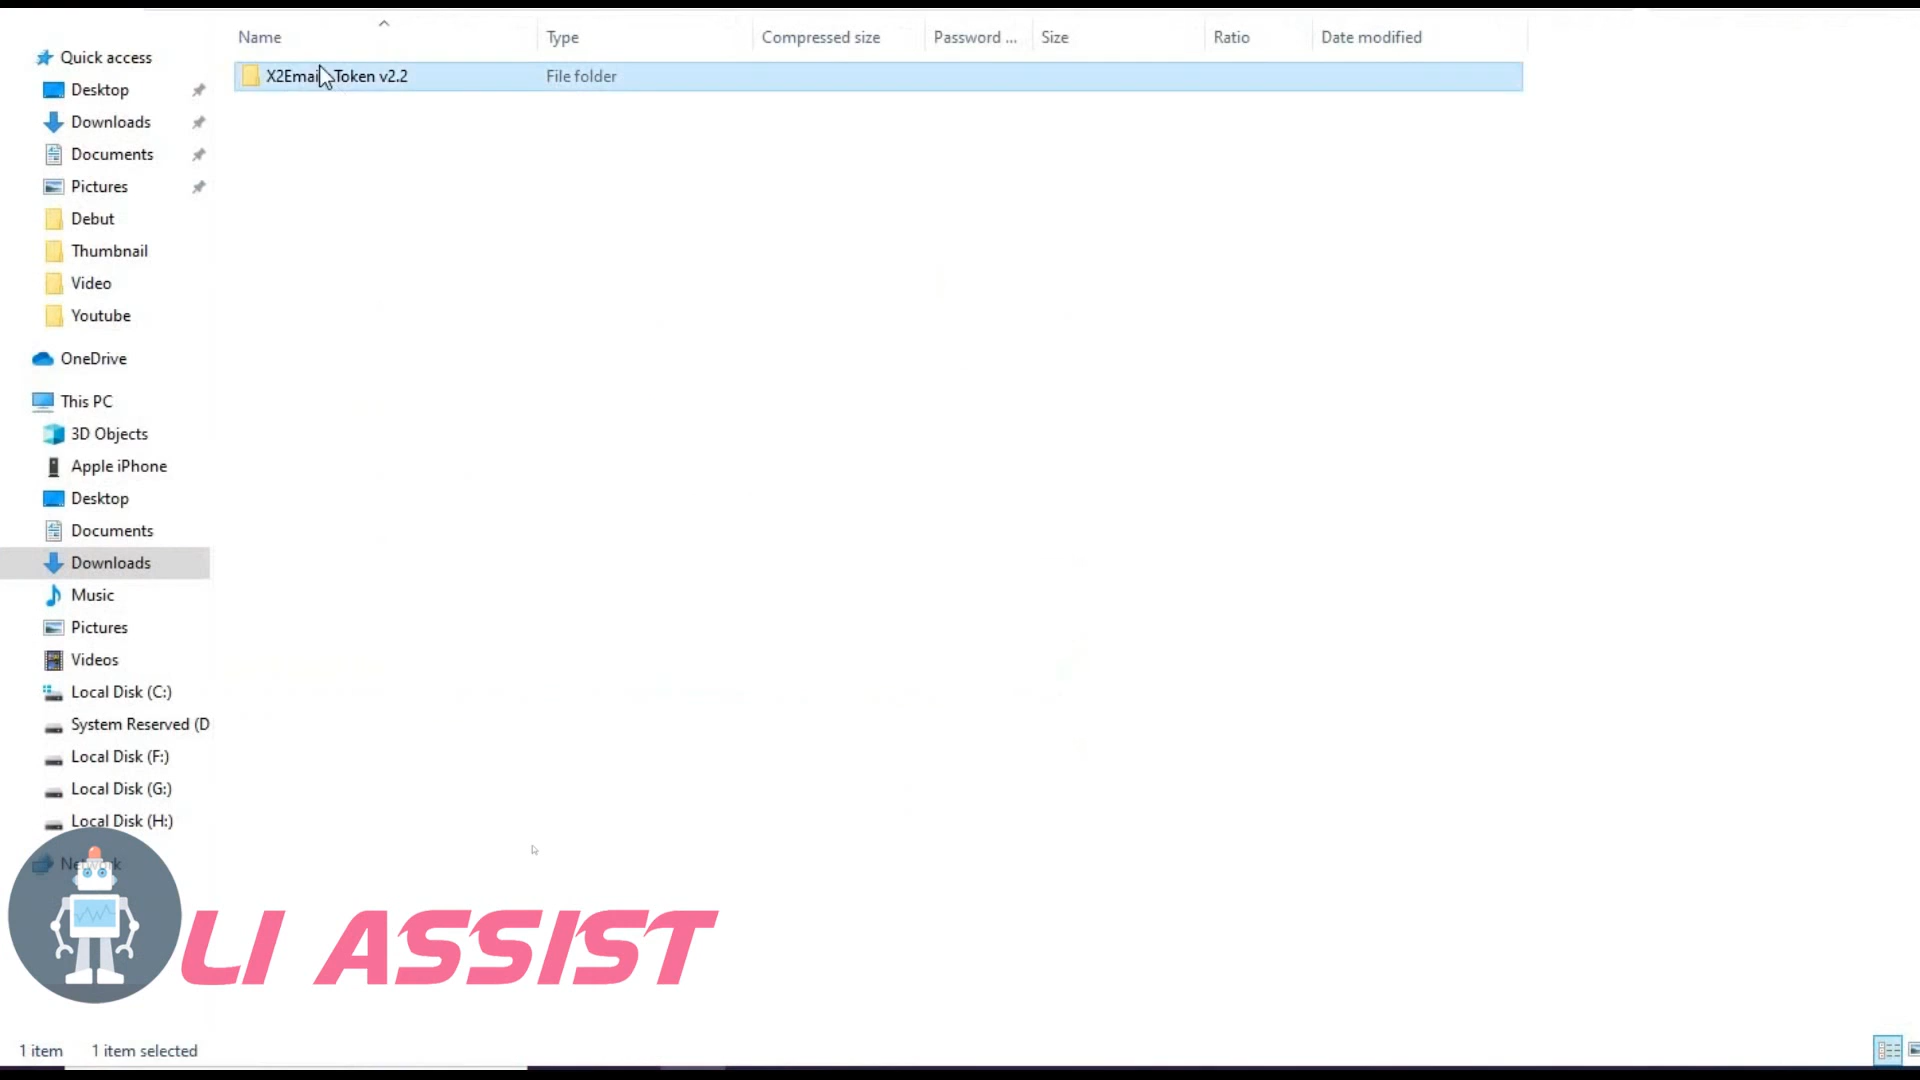 Name Type Compressed size Password ... Size Ratio Date modified
X2Emai Token v2.2 File folder
Quick access
Desktop
Downloads
Documents
Pictures
Debut
Thumbnail
Video
Youtube
OneDrive
This PC
3D Objects
Apple iPhone
Desktop
Documents
Downloads
Music
Pictures
Videos
Local Disk (C:)
System Reserved (D
Local Disk (F:)
Local Disk (G:)
Local Disk (H:)
Network
LI ASSIST
1 item 1 item selected